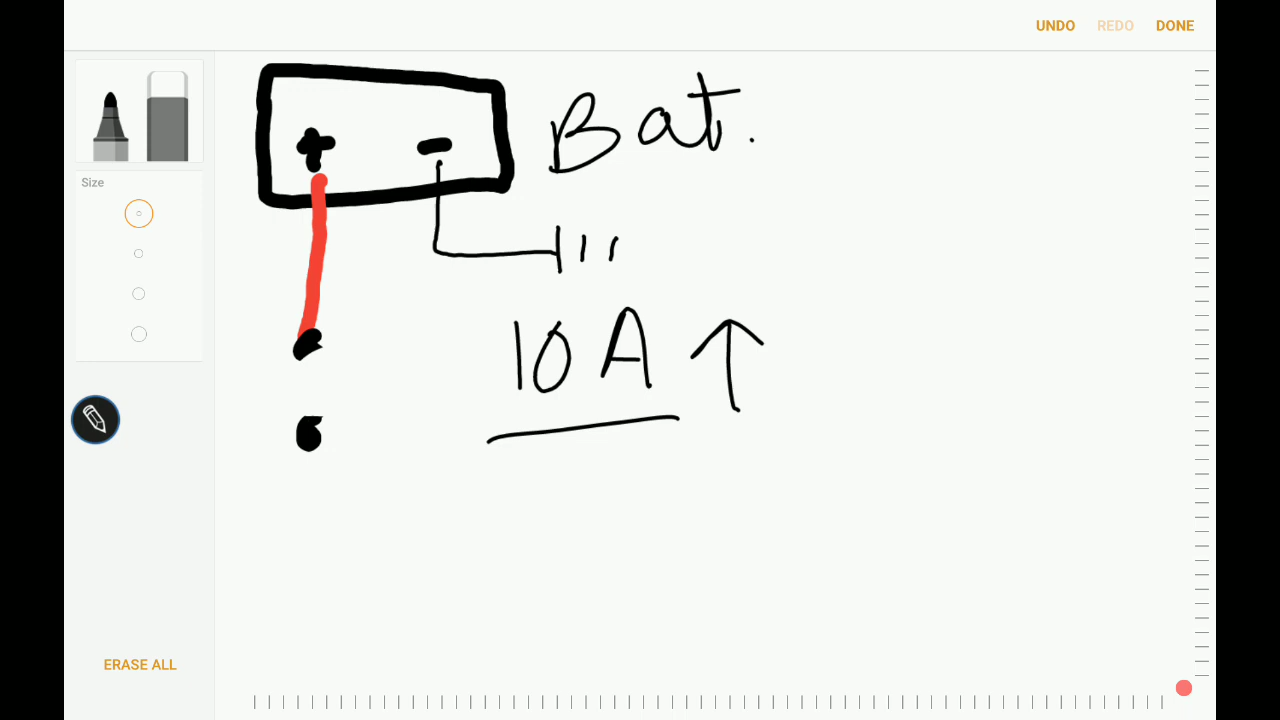 UNDO REDO DONE
+ - Bat.
Size
10A ↑
ERASE ALL